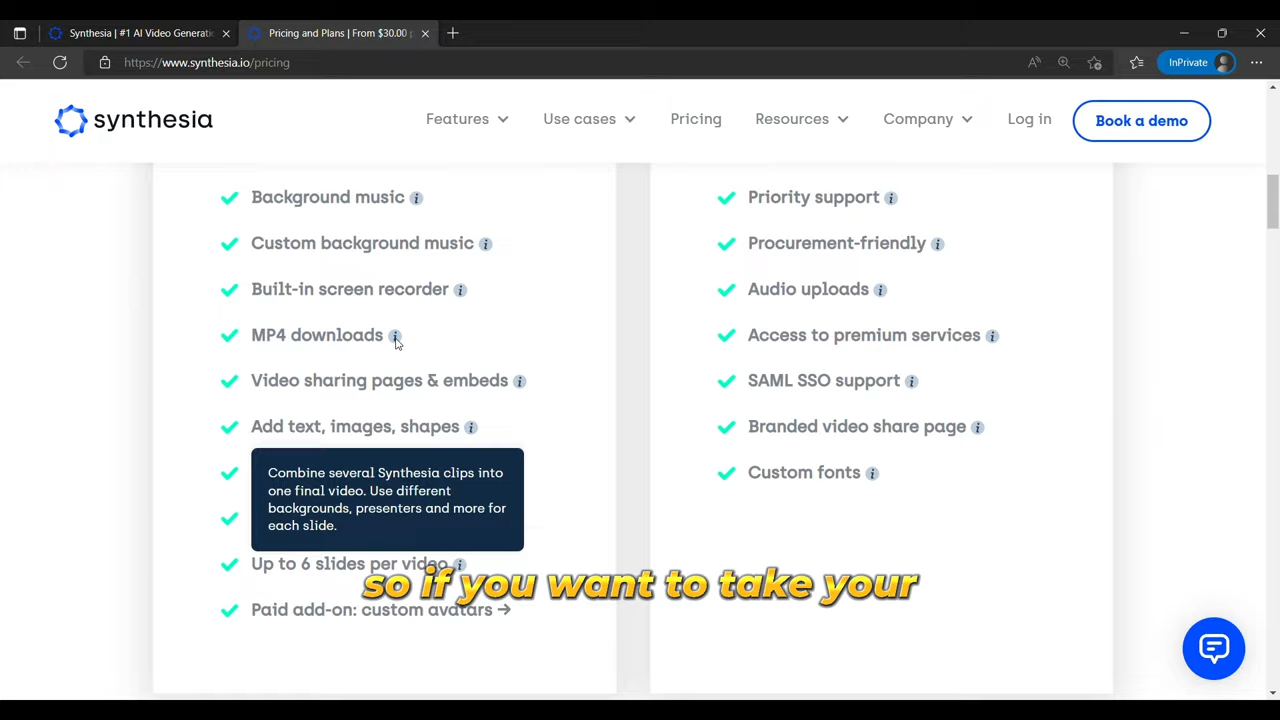 Synthesia | #1 AI Video Generati
Pricing and Plans | From $30.00 p
https://www.synthesia.io/pricing
InPrivate
synthesia
Features
Use cases
Pricing
Resources
Company
Log in
Book a demo
Background music i
Custom background music i
Built-in screen recorder i
MP4 downloads i
Video sharing pages & embeds i
Add text, images, shapes i
Combine several Synthesia clips into
one final video. Use different
backgrounds, presenters and more for
each slide.
Up to 6 slides per video i
Paid add-on: custom avatars →
Priority support i
Procurement-friendly i
Audio uploads i
Access to premium services i
SAML SSO support i
Branded video share page i
Custom fonts i
so if you want to take your